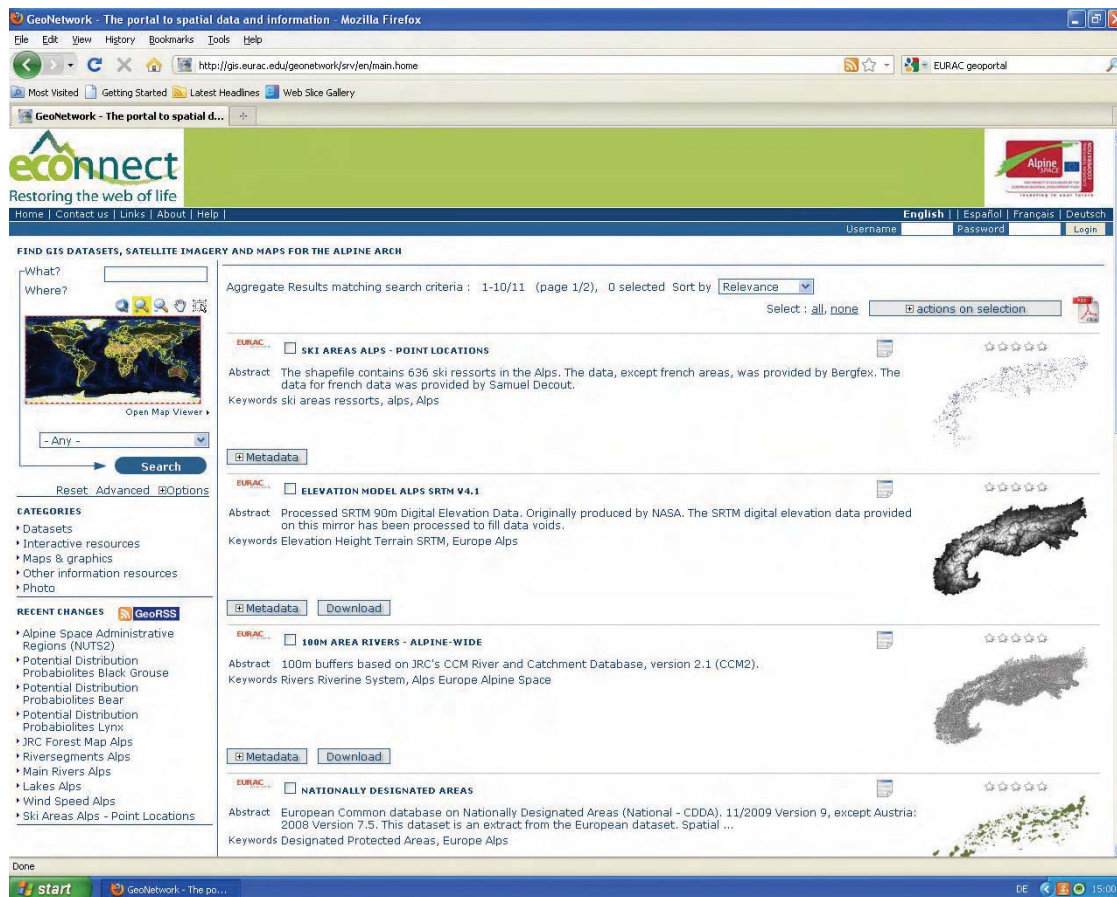 GeoNetwork - The portal to spatial data and information - Mozilla Firefox
File Edit View History Bookmarks Tools Help
http://gis.eurac.edu/geonetwork/srv/en/main.home
EURAC geoportal
Most Visited Getting Started Latest Headlines Web Slice Gallery
GeoNetwork - The portal to spatial d...
econnect
Restoring the web of life
Alpine
SPACE
Home | Contact us | Links | About | Help |
English | | Español | Français | Deutsch
Username Password Login
FIND GIS DATASETS, SATELLITE IMAGERY AND MAPS FOR THE ALPINE ARCH
What?
Where?
Open Map Viewer
- Any -
Search
Reset Advanced Options
CATEGORIES
Datasets
Interactive resources
Maps & graphics
Other information resources
Photo
RECENT CHANGES GeoRSS
Alpine Space Administrative
Regions (NUTS2)
Potential Distribution
Probabiolites Black Grouse
Potential Distribution
Probabiolites Bear
Potential Distribution
Probabiolites Lynx
JRC Forest Map Alps
Riversegments Alps
Main Rivers Alps
Lakes Alps
Wind Speed Alps
Ski Areas Alps - Point Locations
Aggregate Results matching search criteria : 1-10/11 (page 1/2), 0 selected Sort by Relevance
Select : all, none actions on selection
EURAC SKI AREAS ALPS - POINT LOCATIONS
Abstract The shapefile contains 636 ski ressorts in the Alps. The data, except french areas, was provided by Bergfex. The
data for french data was provided by Samuel Decout.
Keywords ski areas ressorts, alps, Alps
Metadata
EURAC ELEVATION MODEL ALPS SRTM V4.1
Abstract Processed SRTM 90m Digital Elevation Data. Originally produced by NASA. The SRTM digital elevation data provided
on this mirror has been processed to fill data voids.
Keywords Elevation Height Terrain SRTM, Europe Alps
Metadata Download
EURAC 100M AREA RIVERS - ALPINE-WIDE
Abstract 100m buffers based on JRC's CCM River and Catchment Database, version 2.1 (CCM2).
Keywords Rivers Riverine System, Alps Europe Alpine Space
Metadata Download
EURAC NATIONALLY DESIGNATED AREAS
Abstract European Common database on Nationally Designated Areas (National - CDDA). 11/2009 Version 9, except Austria:
2008 Version 7.5. This dataset is an extract from the European dataset. Spatial ...
Keywords Designated Protected Areas, Europe Alps
Done
start GeoNetwork - The po... DE 15:00